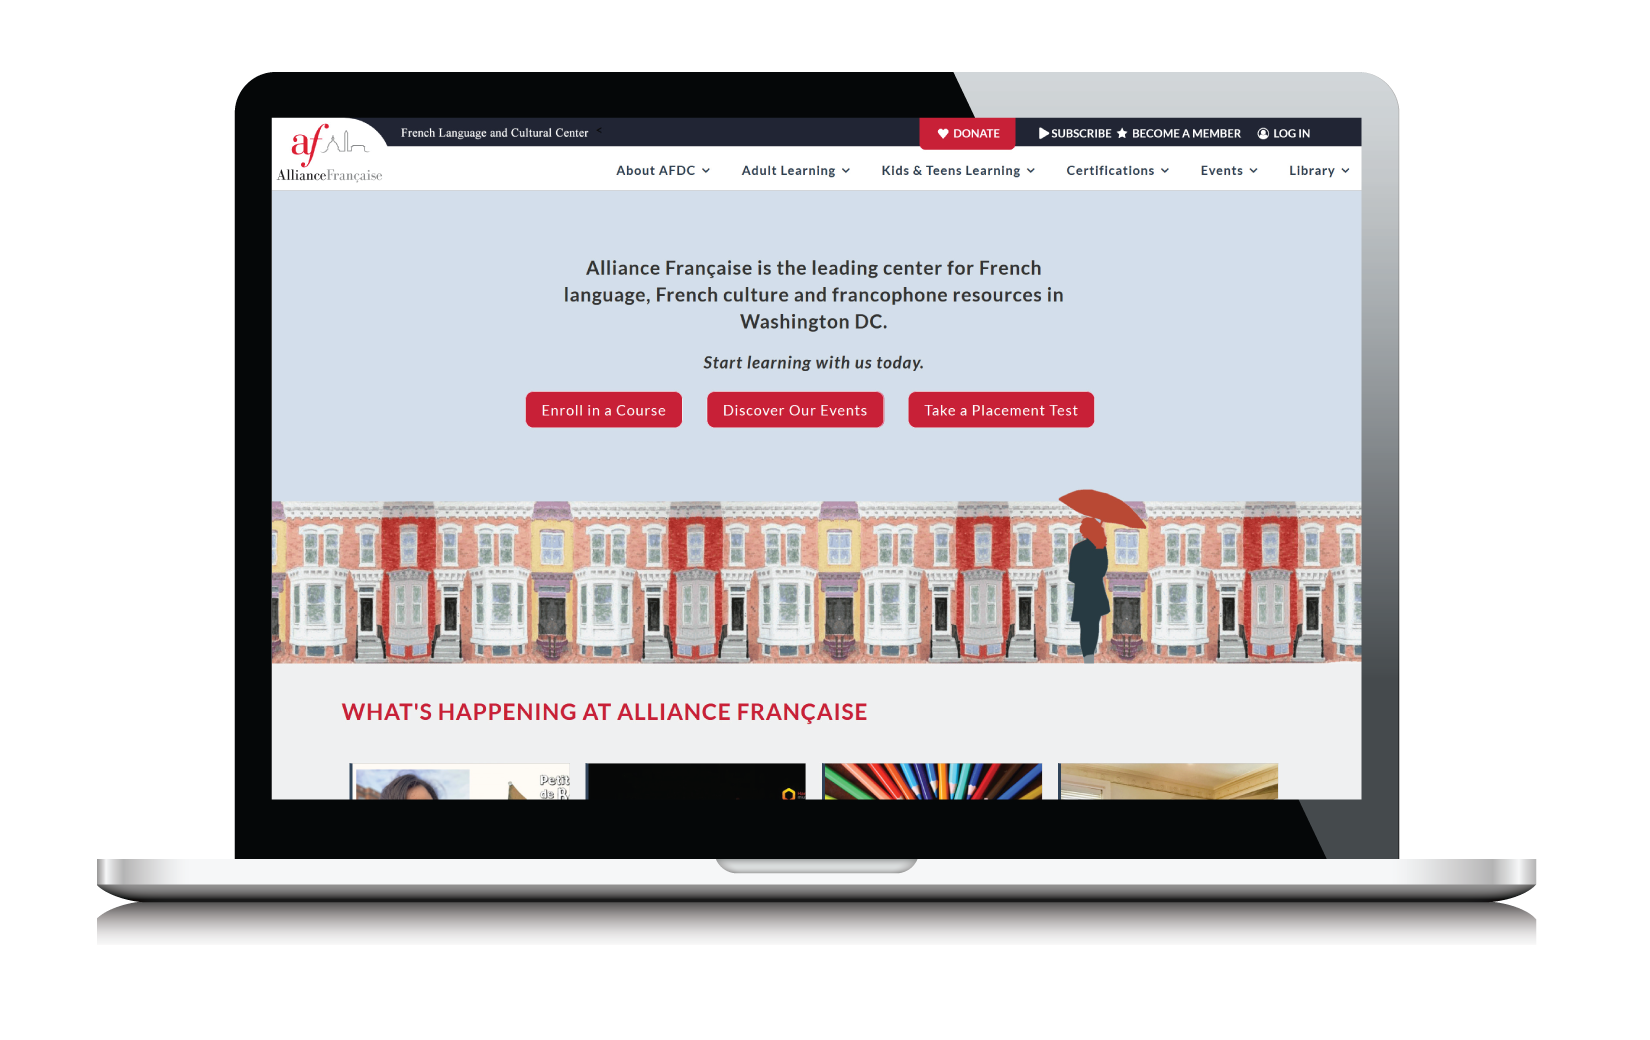 af
AllianceFrançaise
French Language and Cultural Center <
DONATE
SUBSCRIBE
BECOME A MEMBER
LOG IN
About AFDC
Adult Learning
Kids & Teens Learning
Certifications
Events
Library
Alliance Française is the leading center for French
language, French culture and francophone resources in
Washington DC.
Start learning with us today.
Enroll in a Course
Discover Our Events
Take a Placement Test
WHAT'S HAPPENING AT ALLIANCE FRANÇAISE
Petit
de R